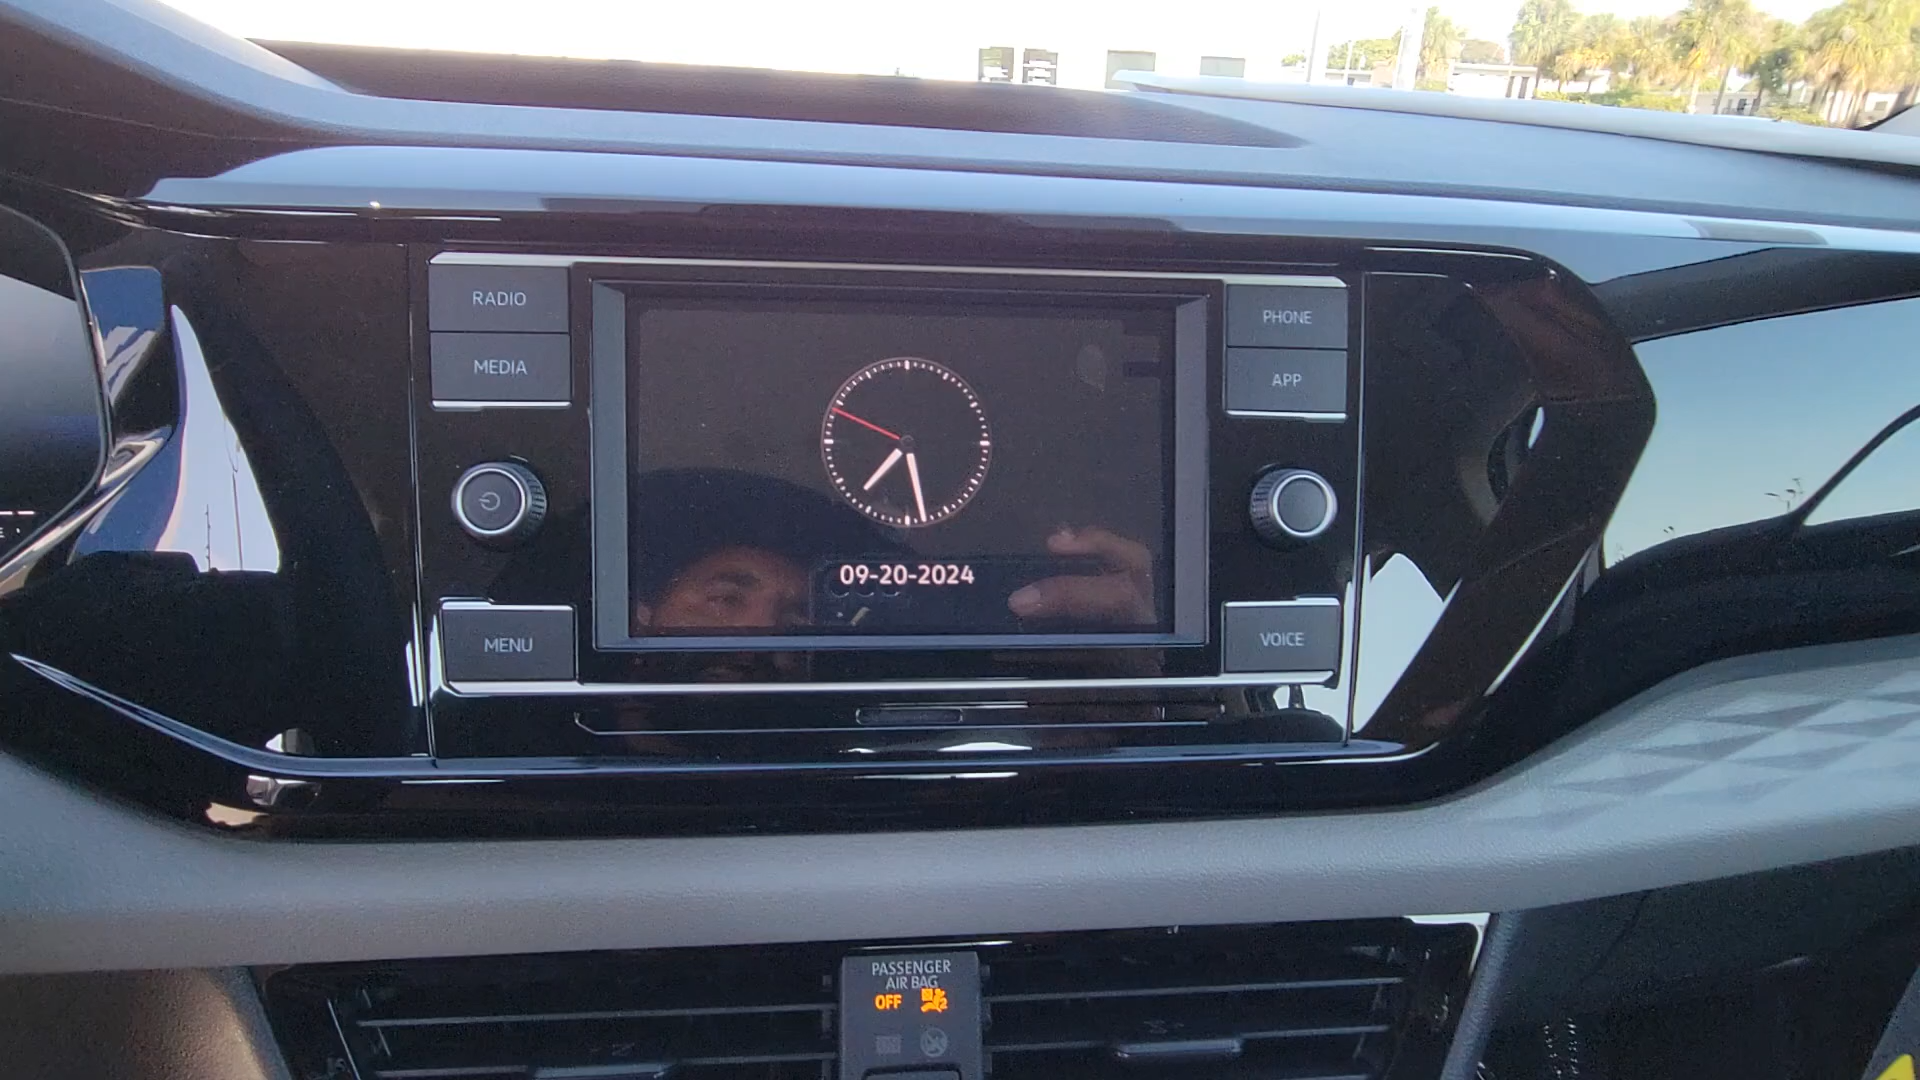 RADIO
MEDIA
PHONE
APP
09-20-2024
MENU
VOICE
PASSENGER
AIR BAG
OFF